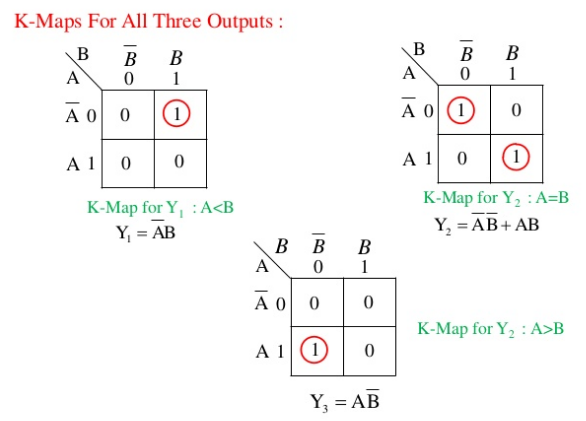 K-Maps For All Three Outputs :
B B̅ B
A 0 1
A̅ 0 0 1
A 1 0 0
K-Map for Y₁ : A<B
Y₁ = A̅B
B B̅ B
A 0 1
A̅ 0 1 0
A 1 0 1
K-Map for Y₂ : A=B
Y₂ = A̅B̅ + AB
B B̅ B
A 0 1
A̅ 0 0 0
A 1 1 0
K-Map for Y₂ : A>B
Y₃ = AB̅